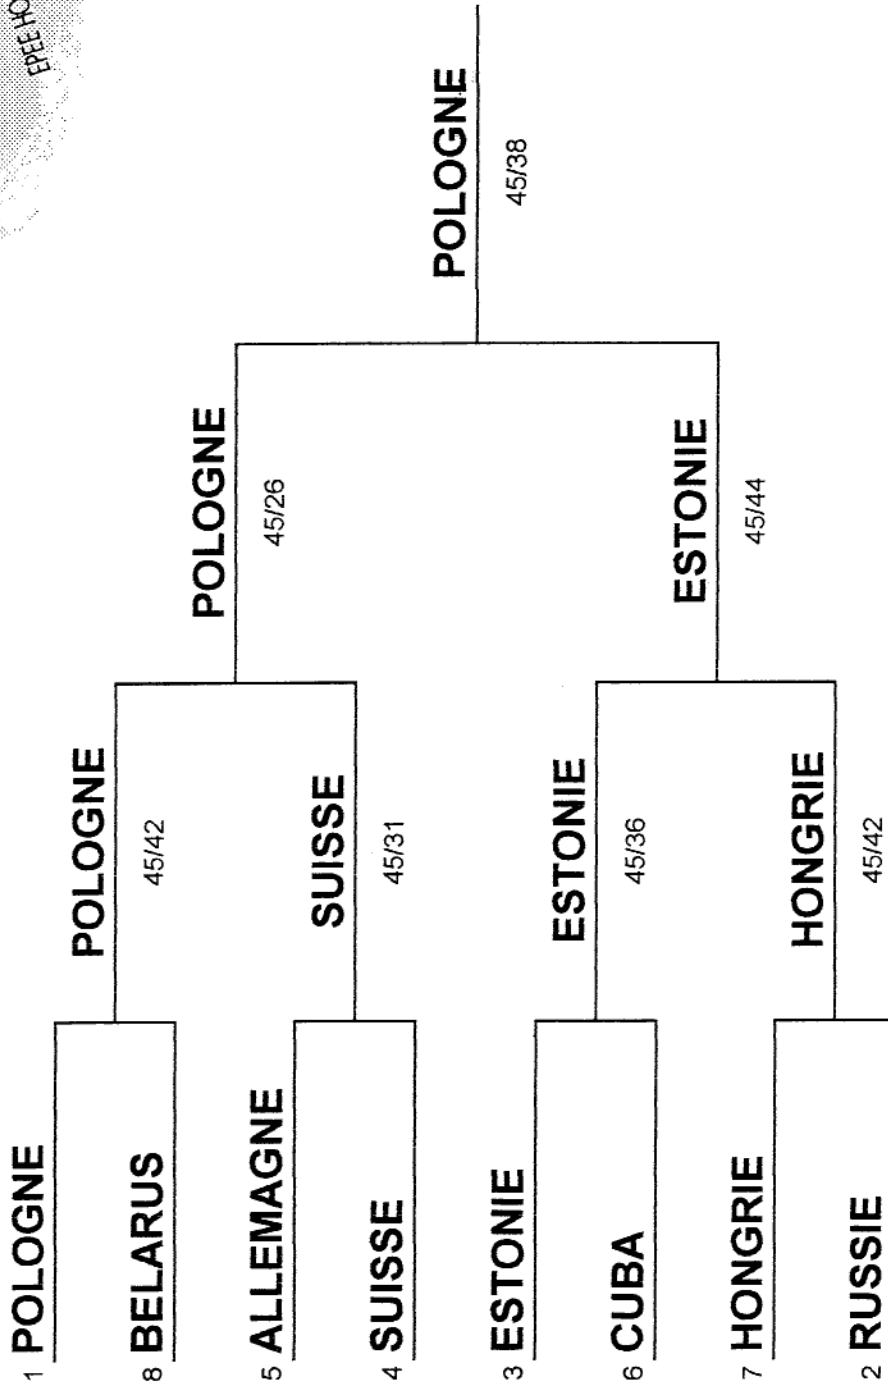 EPEE
1 POLOGNE
8 BELARUS
5 ALLEMAGNE
4 SUISSE
3 ESTONIE
6 CUBA
7 HONGRIE
2 RUSSIE
POLOGNE
45/42
SUISSE
45/31
ESTONIE
45/36
HONGRIE
45/42
POLOGNE
45/26
ESTONIE
45/44
POLOGNE
45/38